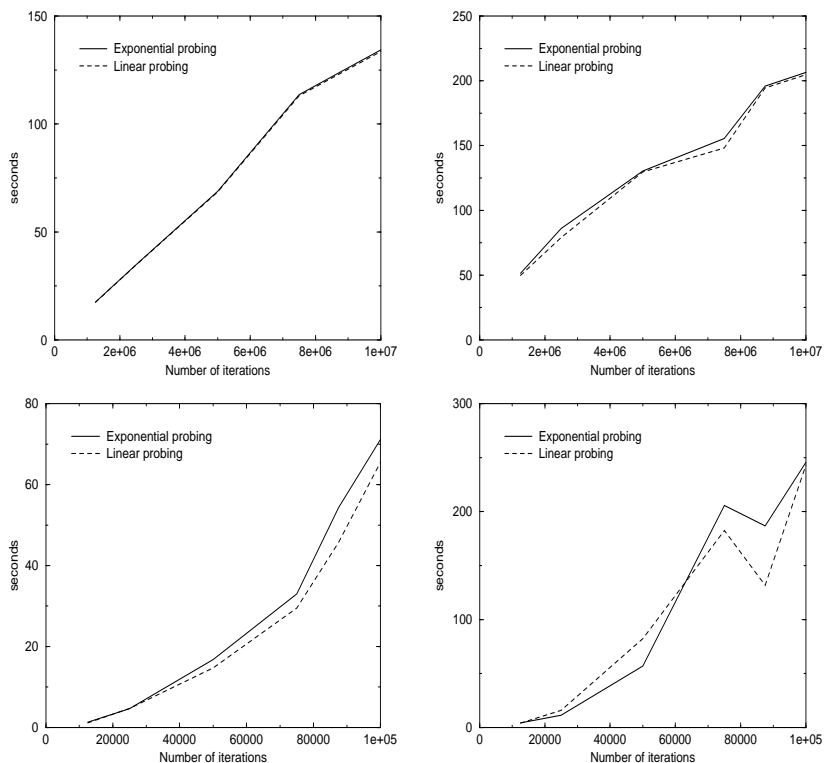 150
100
50
0
seconds
Exponential probing
Linear probing
0 2e+06 4e+06 6e+06 8e+06 1e+07
Number of iterations
250
200
150
100
50
0
seconds
Exponential probing
Linear probing
0 2e+06 4e+06 6e+06 8e+06 1e+07
Number of iterations
80
60
40
20
0
seconds
Exponential probing
Linear probing
0 20000 40000 60000 80000 1e+05
Number of iterations
300
200
100
0
seconds
Exponential probing
Linear probing
0 20000 40000 60000 80000 1e+05
Number of iterations